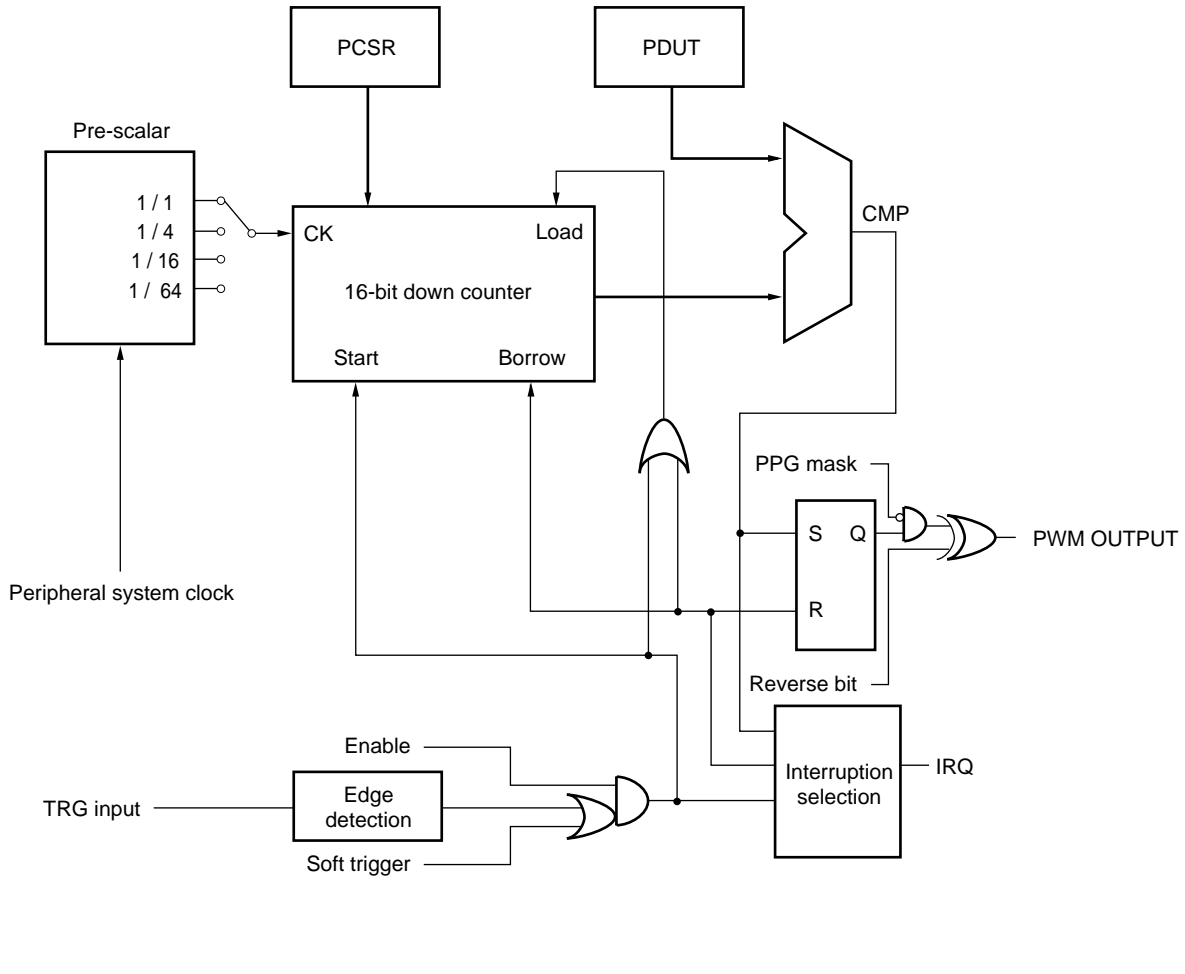 PCSR
PDUT
Pre-scalar
1 / 1
1 / 4
1 / 16
1 / 64
CK
Load
16-bit down counter
Start
Borrow
CMP
PPG mask
S
Q
R
PWM OUTPUT
Peripheral system clock
Reverse bit
Enable
TRG input
Edge
detection
Soft trigger
Interruption
selection
IRQ